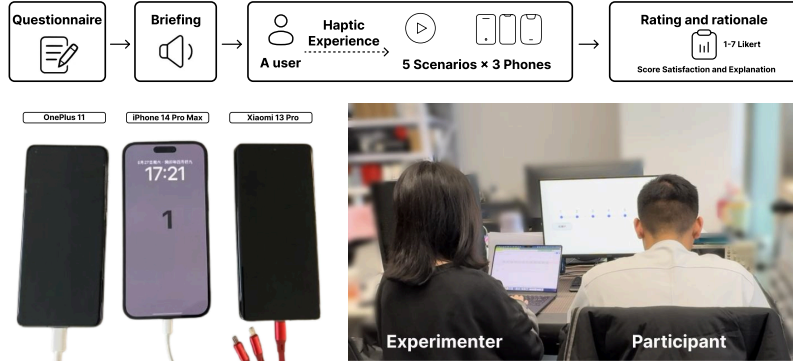 Questionnaire
Briefing
A user
Haptic
Experience
5 Scenarios × 3 Phones
Rating and rationale
1-7 Likert
Score Satisfaction and Explanation
OnePlus 11
iPhone 14 Pro Max
Xiaomi 13 Pro
17:21
1
Experimenter
Participant